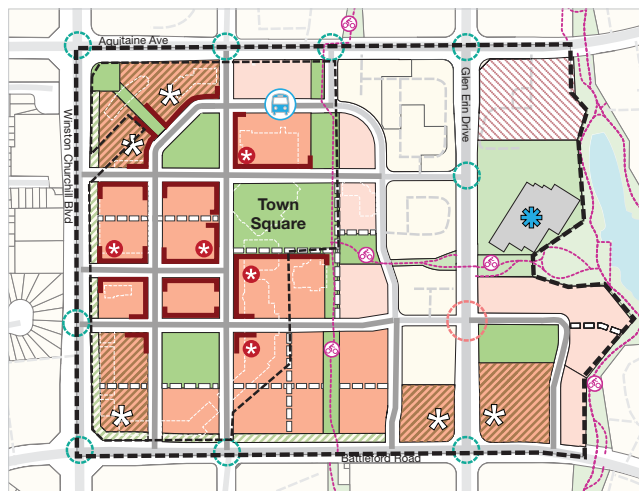 Aquitaine Ave
Winston Churchill Blvd
Glen Erin Drive
Town
Square
Battleford Road